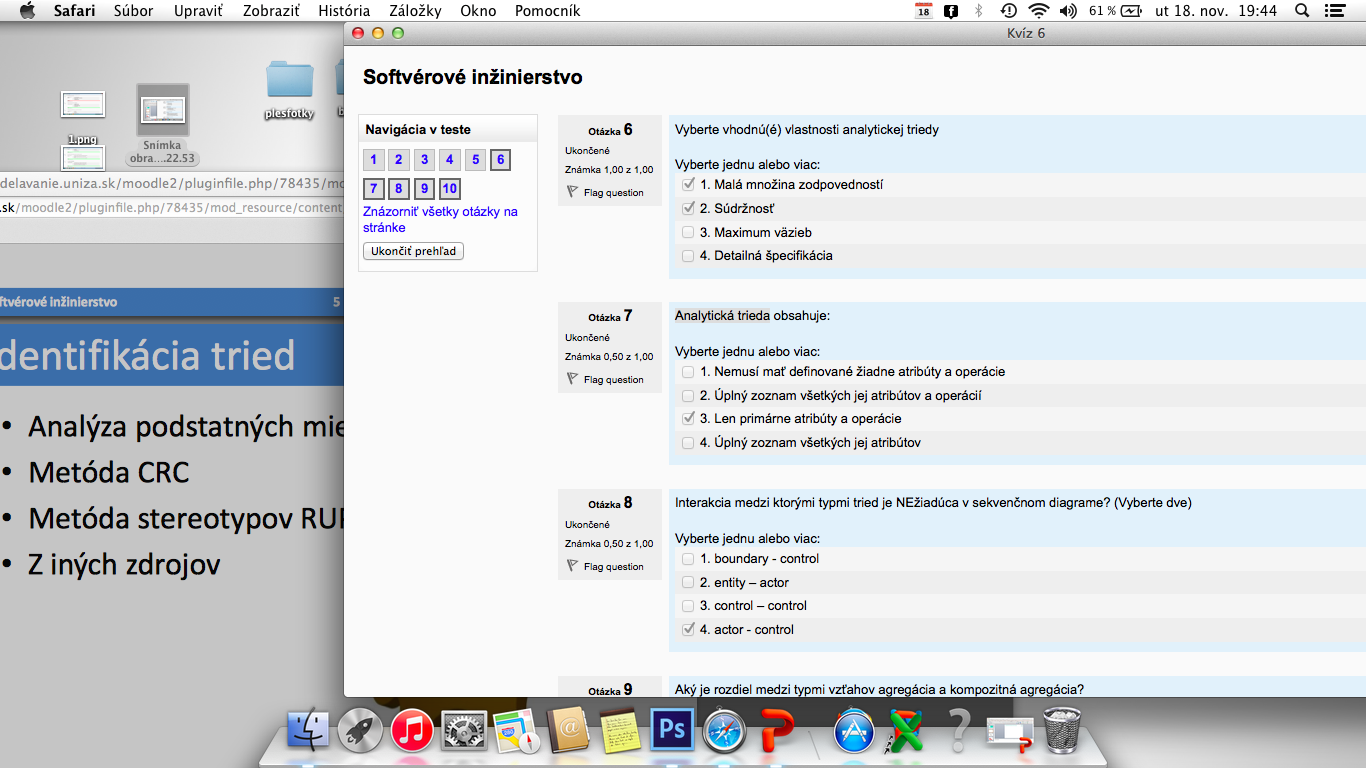 Safari Súbor Upraviť Zobraziť História Záložky Okno Pomocník
18 61 % ut 18. nov. 19:44
Kvíz 6
1.png
Snímka
obra....22.53
plesfotky
delavanie.uniza.sk/moodle2/pluginfile.php/78435/mo
.sk/moodle2/pluginfile.php/78435/mod_resource/content
ftvérové inžinierstvo 5
dentifikácia tried
• Analýza podstatných mie
• Metóda CRC
• Metóda stereotypov RUP
• Z iných zdrojov
Softvérové inžinierstvo
Navigácia v teste
1 2 3 4 5 6
7 8 9 10
Znázorniť všetky otázky na
stránke
Ukončiť prehľad
Otázka 6
Ukončené
Známka 1,00 z 1,00
Flag question
Vyberte vhodnú(é) vlastnosti analytickej triedy
Vyberte jednu alebo viac:
1. Malá množina zodpovedností
2. Súdržnosť
3. Maximum väzieb
4. Detailná špecifikácia
Otázka 7
Ukončené
Známka 0,50 z 1,00
Flag question
Analytická trieda obsahuje:
Vyberte jednu alebo viac:
1. Nemusí mať definované žiadne atribúty a operácie
2. Úplný zoznam všetkých jej atribútov a operácií
3. Len primárne atribúty a operácie
4. Úplný zoznam všetkých jej atribútov
Otázka 8
Ukončené
Známka 0,50 z 1,00
Flag question
Interakcia medzi ktorými typmi tried je NEžiadúca v sekvenčnom diagrame? (Vyberte dve)
Vyberte jednu alebo viac:
1. boundary - control
2. entity – actor
3. control – control
4. actor - control
Otázka 9
Aký je rozdiel medzi typmi vzťahov agregácia a kompozitná agregácia?
Ps